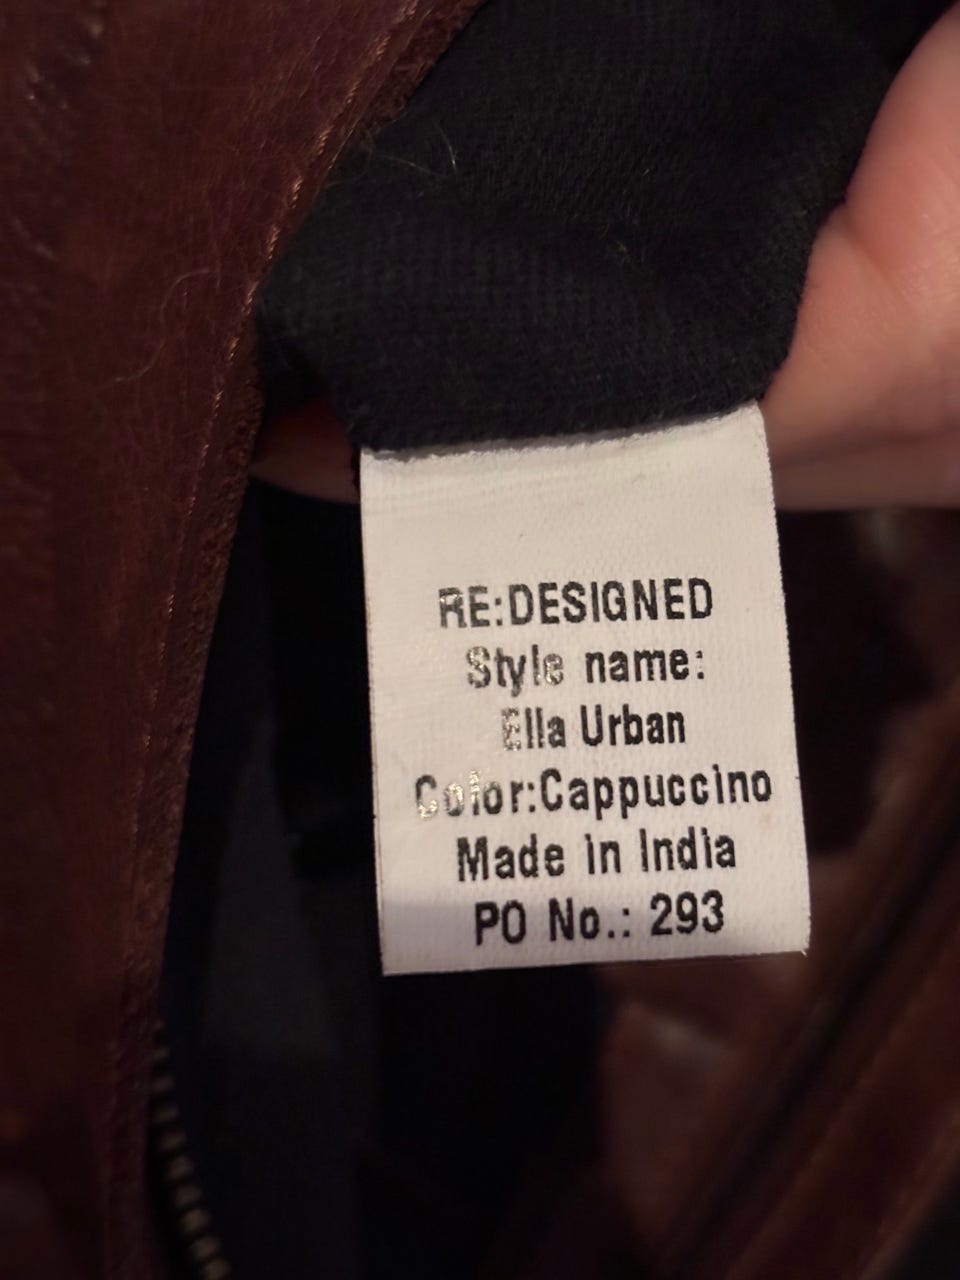 RE:DESIGNED
Style name:
Ella Urban
Color:Cappuccino
Made in India
PO No.: 293